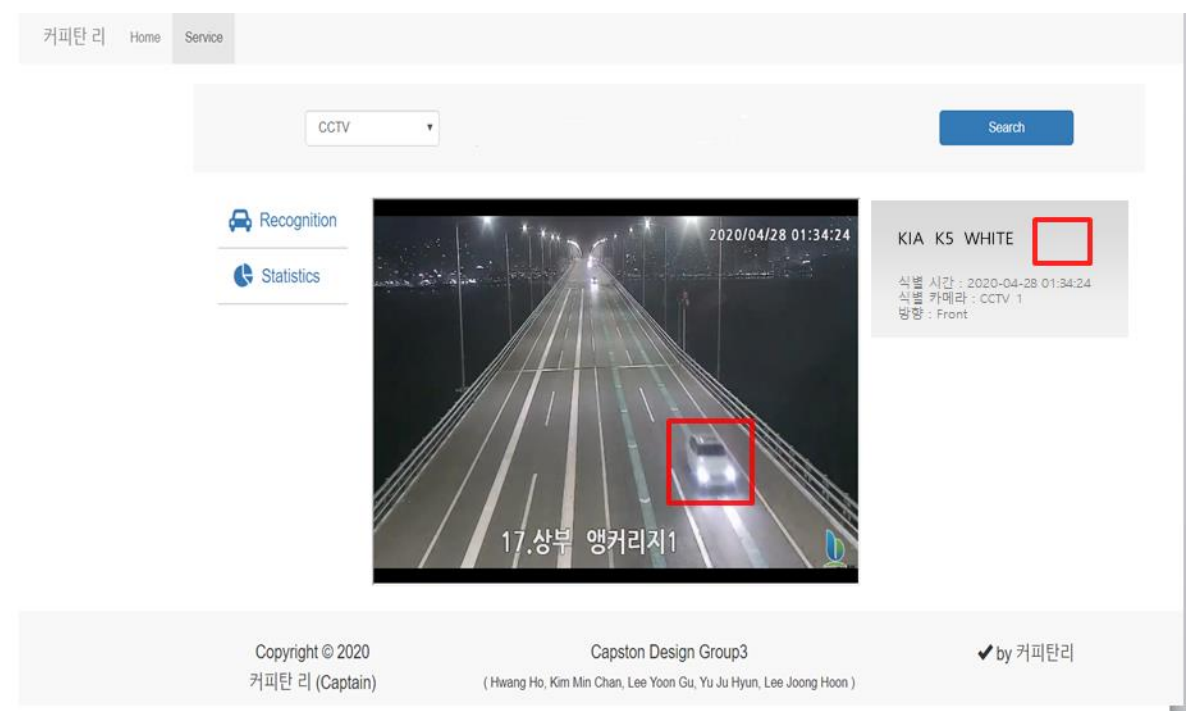 커피탄 리 Home Service
CCTV Search
Recognition
Statistics
2020/04/28 01:34:24
17.상부 앵커리지1
KIA K5 WHITE
식별 시간 : 2020-04-28 01:34:24
식별 카메라 : CCTV 1
방향 : Front
Copyright © 2020
커피탄 리 (Captain)
Capston Design Group3
( Hwang Ho, Kim Min Chan, Lee Yoon Gu, Yu Ju Hyun, Lee Joong Hoon )
✔ by 커피탄리